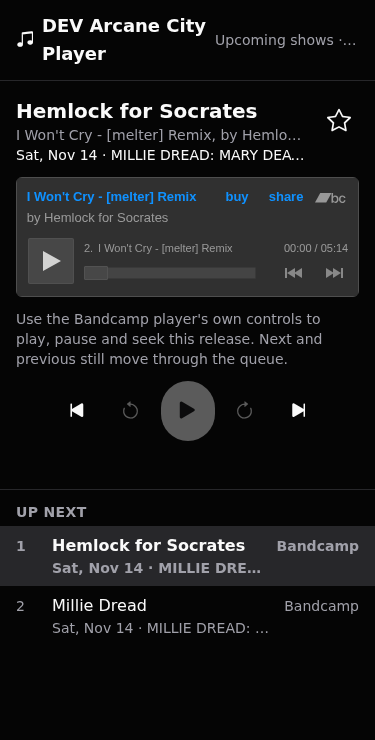 DEV Arcane City
Player
Upcoming shows ·…
Hemlock for Socrates
I Won't Cry - [melter] Remix, by Hemlo…
Sat, Nov 14 · MILLIE DREAD: MARY DEA…
I Won't Cry - [melter] Remix buy share bc
by Hemlock for Socrates
2. I Won't Cry - [melter] Remix 00:00 / 05:14
Use the Bandcamp player's own controls to
play, pause and seek this release. Next and
previous still move through the queue.
UP NEXT
1 Hemlock for Socrates Bandcamp
Sat, Nov 14 · MILLIE DRE…
2 Millie Dread Bandcamp
Sat, Nov 14 · MILLIE DREAD: …